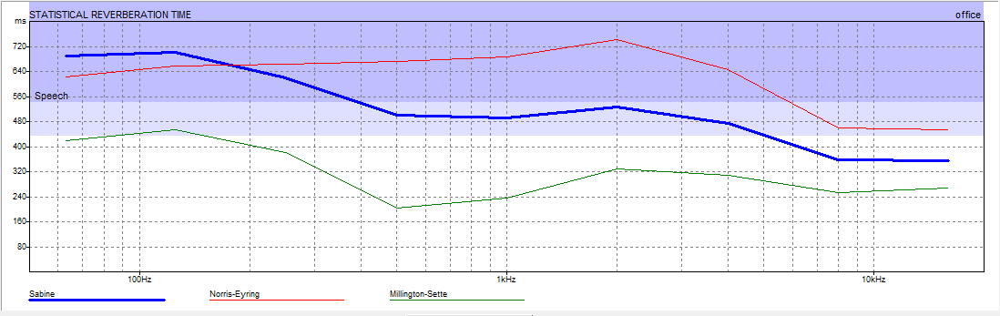 STATISTICAL REVERBERATION TIME office
ms
720
640
560
Speech
480
400
320
240
160
80
100Hz 1kHz 10kHz
Sabine Norris-Eyring Millington-Sette